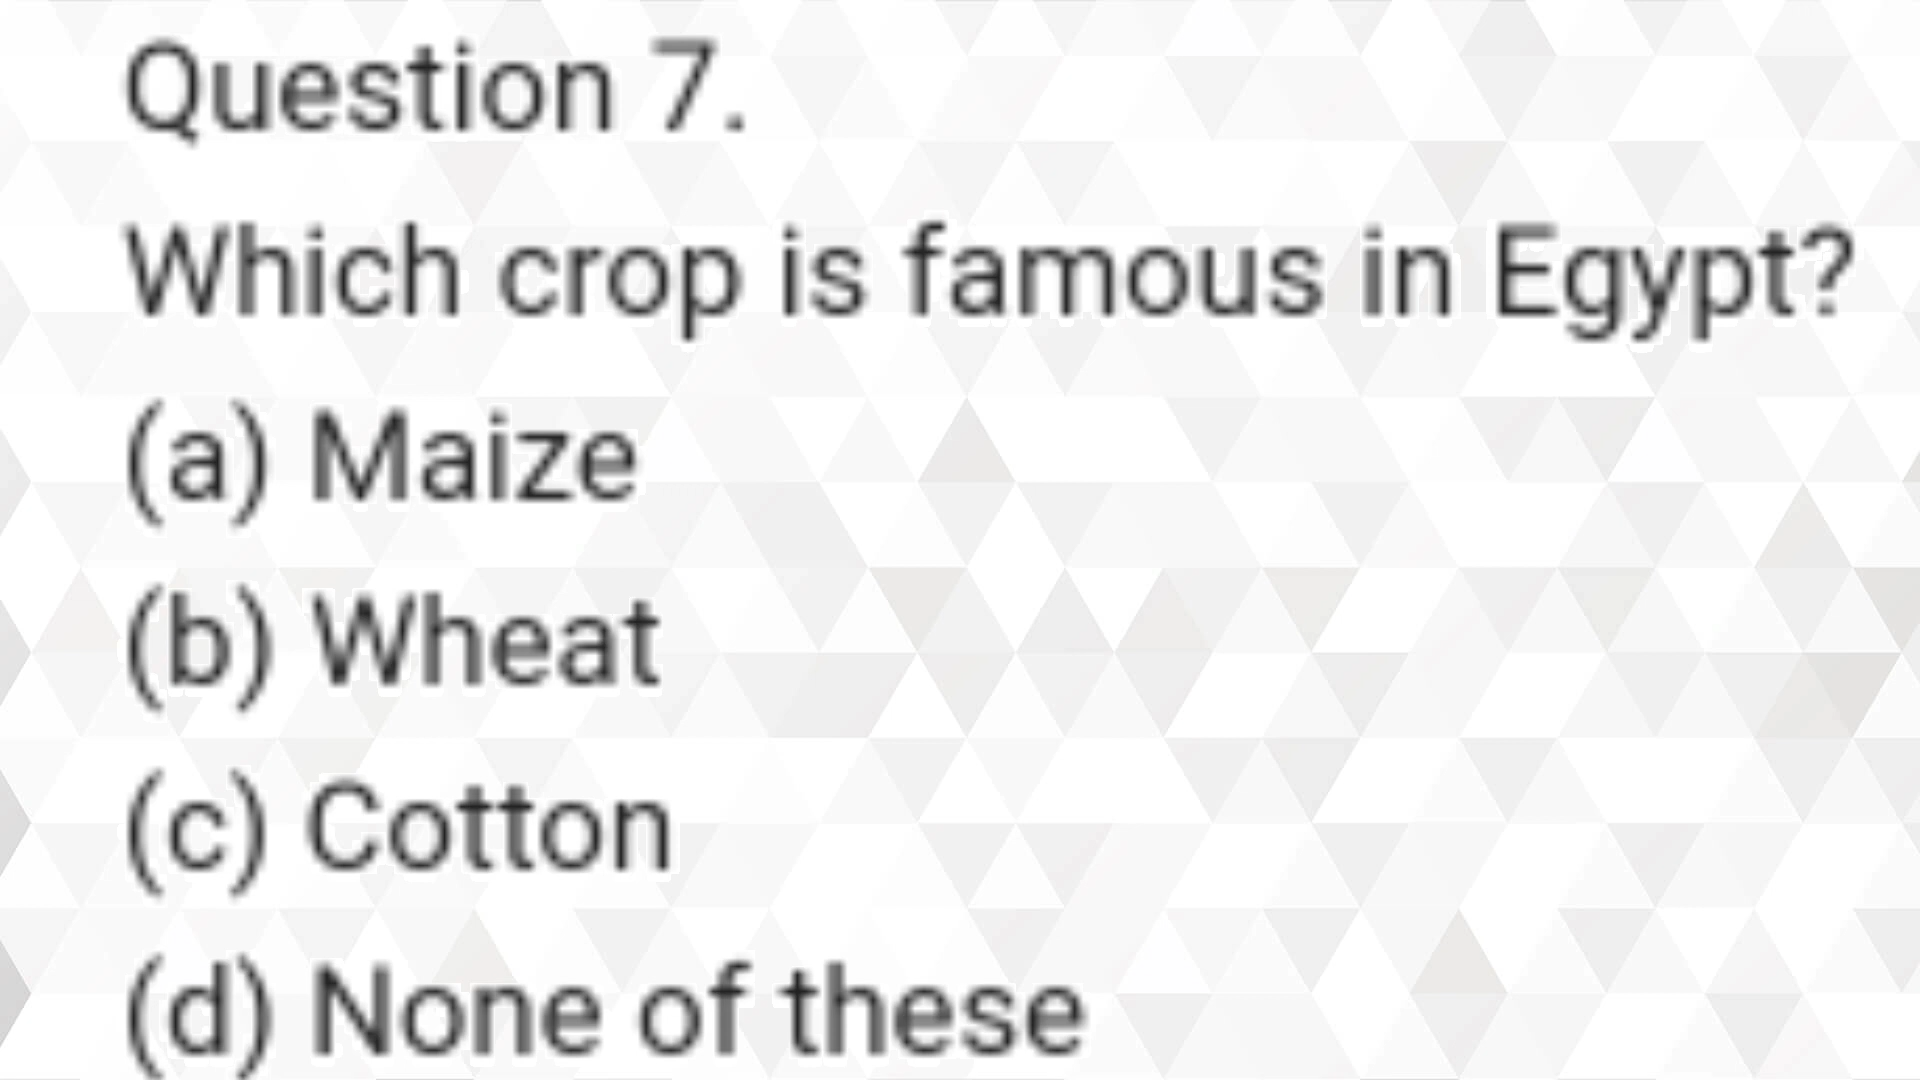 Question 7.
Which crop is famous in Egypt?
(a) Maize
(b) Wheat
(c) Cotton
(d) None of these